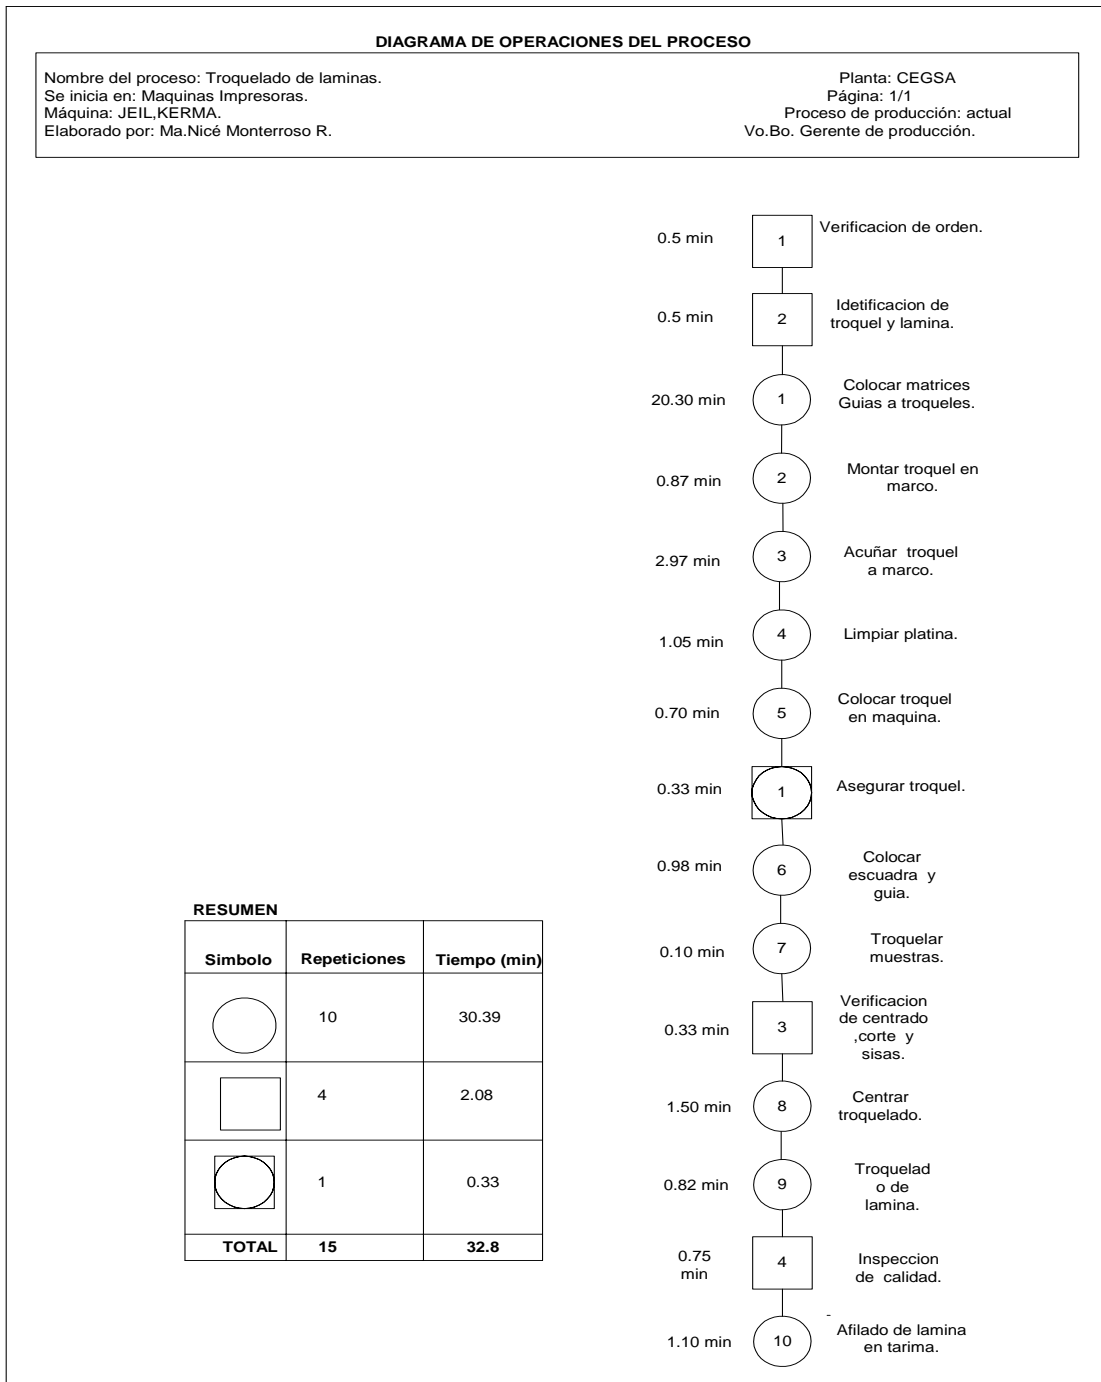 DIAGRAMA DE OPERACIONES DEL PROCESO
Nombre del proceso: Troquelado de laminas.
Se inicia en: Maquinas Impresoras.
Máquina: JEIL,KERMA.
Elaborado por: Ma.Nicé Monterroso R.
Planta: CEGSA
Página: 1/1
Proceso de producción: actual
Vo.Bo. Gerente de producción.
0.5 min
1
Verificacion de orden.
0.5 min
2
Idetificacion de
troquel y lamina.
20.30 min
1
Colocar matrices
Guias a troqueles.
0.87 min
2
Montar troquel en
marco.
2.97 min
3
Acuñar troquel
a marco.
1.05 min
4
Limpiar platina.
0.70 min
5
Colocar troquel
en maquina.
0.33 min
1
Asegurar troquel.
0.98 min
6
Colocar
escuadra y
guia.
0.10 min
7
Troquelar
muestras.
0.33 min
3
Verificacion
de centrado
,corte y
sisas.
1.50 min
8
Centrar
troquelado.
0.82 min
9
Troquelad
o de
lamina.
0.75
min
4
Inspeccion
de calidad.
1.10 min
10
Afilado de lamina
en tarima.
RESUMEN
Simbolo Repeticiones Tiempo (min)
10 30.39
4 2.08
1 0.33
TOTAL 15 32.8